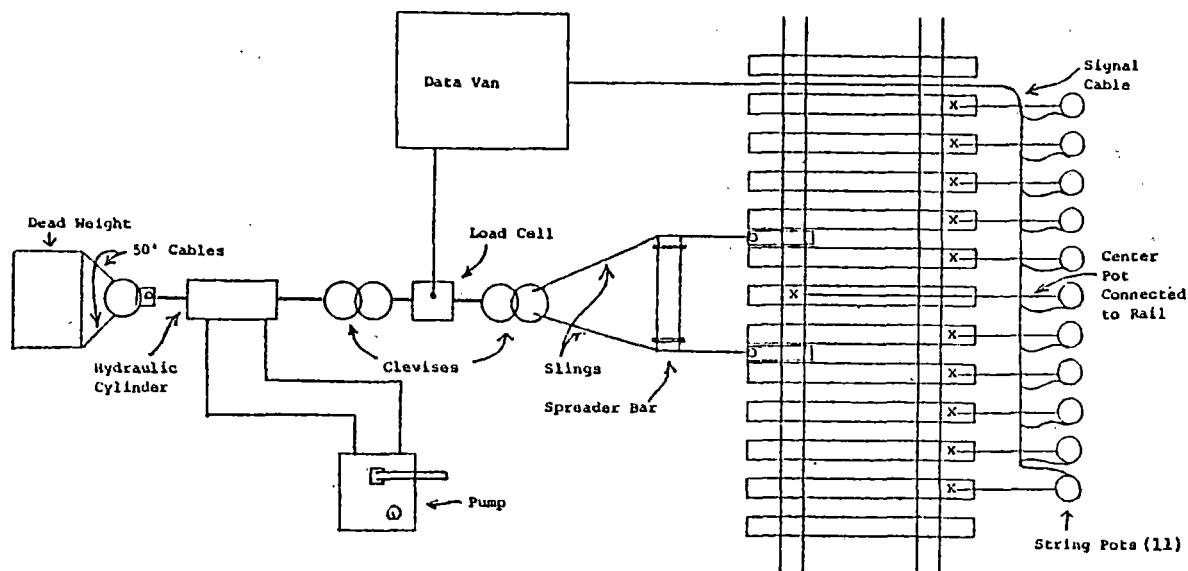 Data Van
Signal
Cable
Dead Weight
50' Cables
Load Cell
Center
Pot
Connected
to Rail
Hydraulic
Cylinder
Clevises
Slings
Spreader Bar
Pump
String Pots (11)
x
x
x
x
x
x
x
x
x
x
x